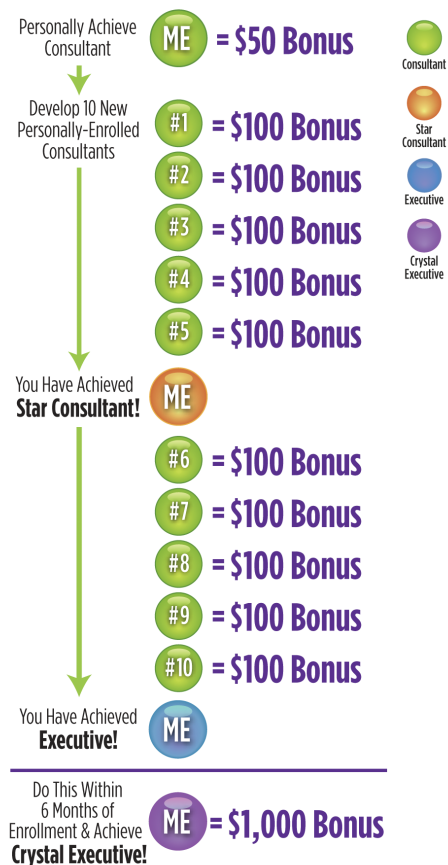 Personally Achieve
Consultant
ME = $50 Bonus
Develop 10 New
Personally-Enrolled
Consultants
#1 = $100 Bonus
#2 = $100 Bonus
#3 = $100 Bonus
#4 = $100 Bonus
#5 = $100 Bonus
You Have Achieved
Star Consultant!
ME
#6 = $100 Bonus
#7 = $100 Bonus
#8 = $100 Bonus
#9 = $100 Bonus
#10 = $100 Bonus
You Have Achieved
Executive!
ME
Do This Within
6 Months of
Enrollment & Achieve
Crystal Executive!
ME = $1,000 Bonus
Consultant
Star
Consultant
Executive
Crystal
Executive